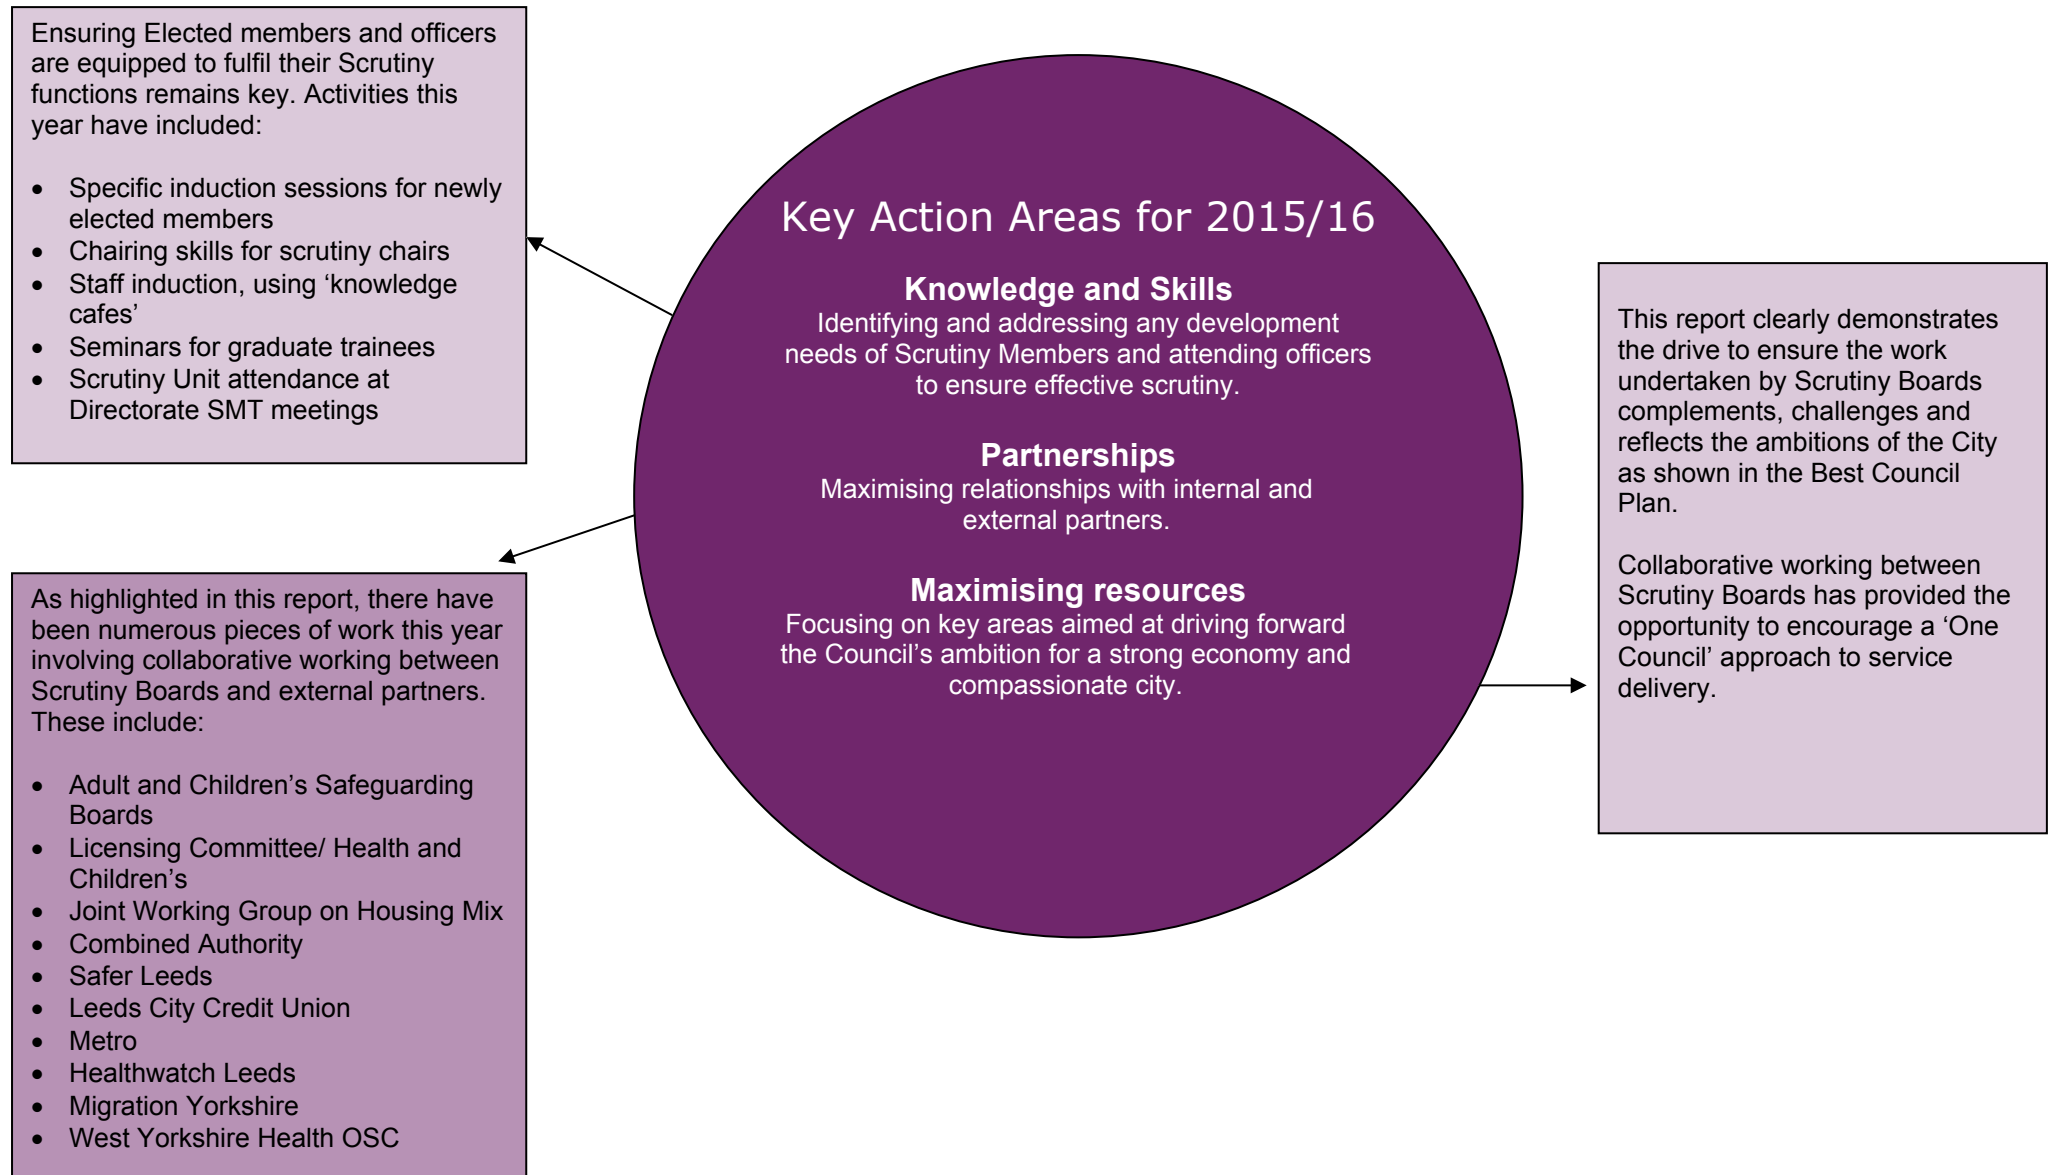 Ensuring Elected members and officers
are equipped to fulfil their Scrutiny
functions remains key. Activities this
year have included:
• Specific induction sessions for newly
elected members
• Chairing skills for scrutiny chairs
• Staff induction, using ‘knowledge
cafes’
• Seminars for graduate trainees
• Scrutiny Unit attendance at
Directorate SMT meetings
As highlighted in this report, there have
been numerous pieces of work this year
involving collaborative working between
Scrutiny Boards and external partners.
These include:
• Adult and Children’s Safeguarding
Boards
• Licensing Committee/ Health and
Children’s
• Joint Working Group on Housing Mix
• Combined Authority
• Safer Leeds
• Leeds City Credit Union
• Metro
• Healthwatch Leeds
• Migration Yorkshire
• West Yorkshire Health OSC
Key Action Areas for 2015/16
Knowledge and Skills
Identifying and addressing any development
needs of Scrutiny Members and attending officers
to ensure effective scrutiny.
Partnerships
Maximising relationships with internal and
external partners.
Maximising resources
Focusing on key areas aimed at driving forward
the Council’s ambition for a strong economy and
compassionate city.
This report clearly demonstrates
the drive to ensure the work
undertaken by Scrutiny Boards
complements, challenges and
reflects the ambitions of the City
as shown in the Best Council
Plan.
Collaborative working between
Scrutiny Boards has provided the
opportunity to encourage a ‘One
Council’ approach to service
delivery.